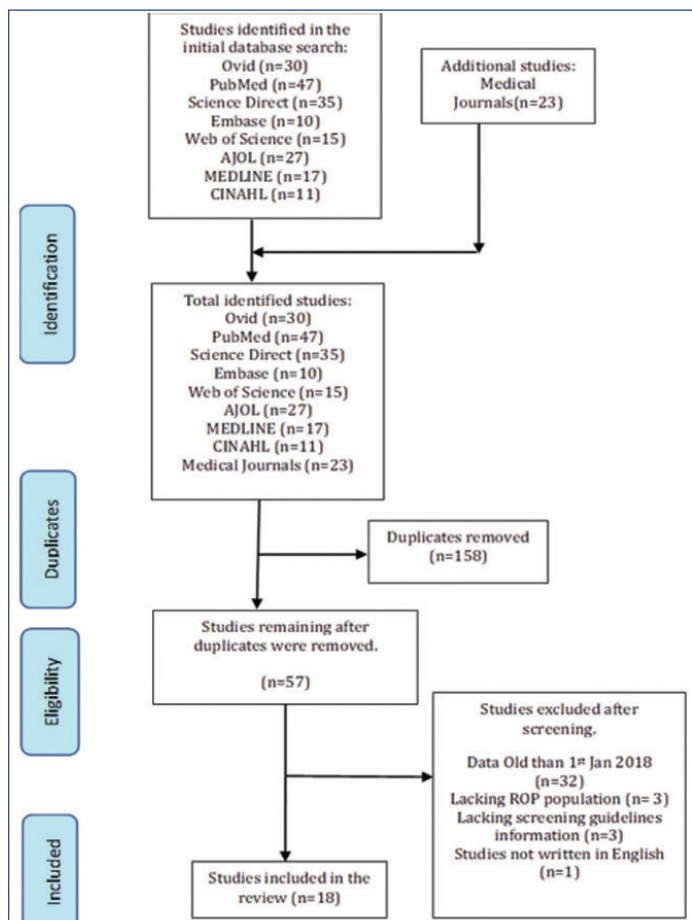 Studies identified in the
initial database search:
Ovid (n=30)
PubMed (n=47)
Science Direct (n=35)
Embase (n=10)
Web of Science (n=15)
AJOL (n=27)
MEDLINE (n=17)
CINAHL (n=11)
Additional studies:
Medical
Journals(n=23)
Identification
Total identified studies:
Ovid (n=30)
PubMed (n=47)
Science Direct (n=35)
Embase (n=10)
Web of Science (n=15)
AJOL (n=27)
MEDLINE (n=17)
CINAHL (n=11)
Medical Journals (n=23)
Duplicates
Duplicates removed
(n=158)
Eligibility
Studies remaining after
duplicates were removed.
(n=57)
Studies excluded after
screening.
Data Old than 1st Jan 2018
(n=32)
Lacking ROP population (n= 3)
Lacking screening guidelines
information (n=3)
Studies not written in English
(n=1)
Included
Studies included in the
review (n=18)